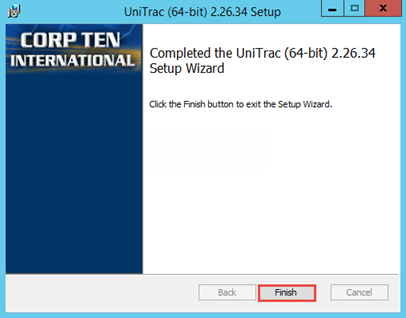 UniTrac (64-bit) 2.26.34 Setup
CORP TEN
INTERNATIONAL
Completed the UniTrac (64-bit) 2.26.34
Setup Wizard
Click the Finish button to exit the Setup Wizard.
Back
Finish
Cancel